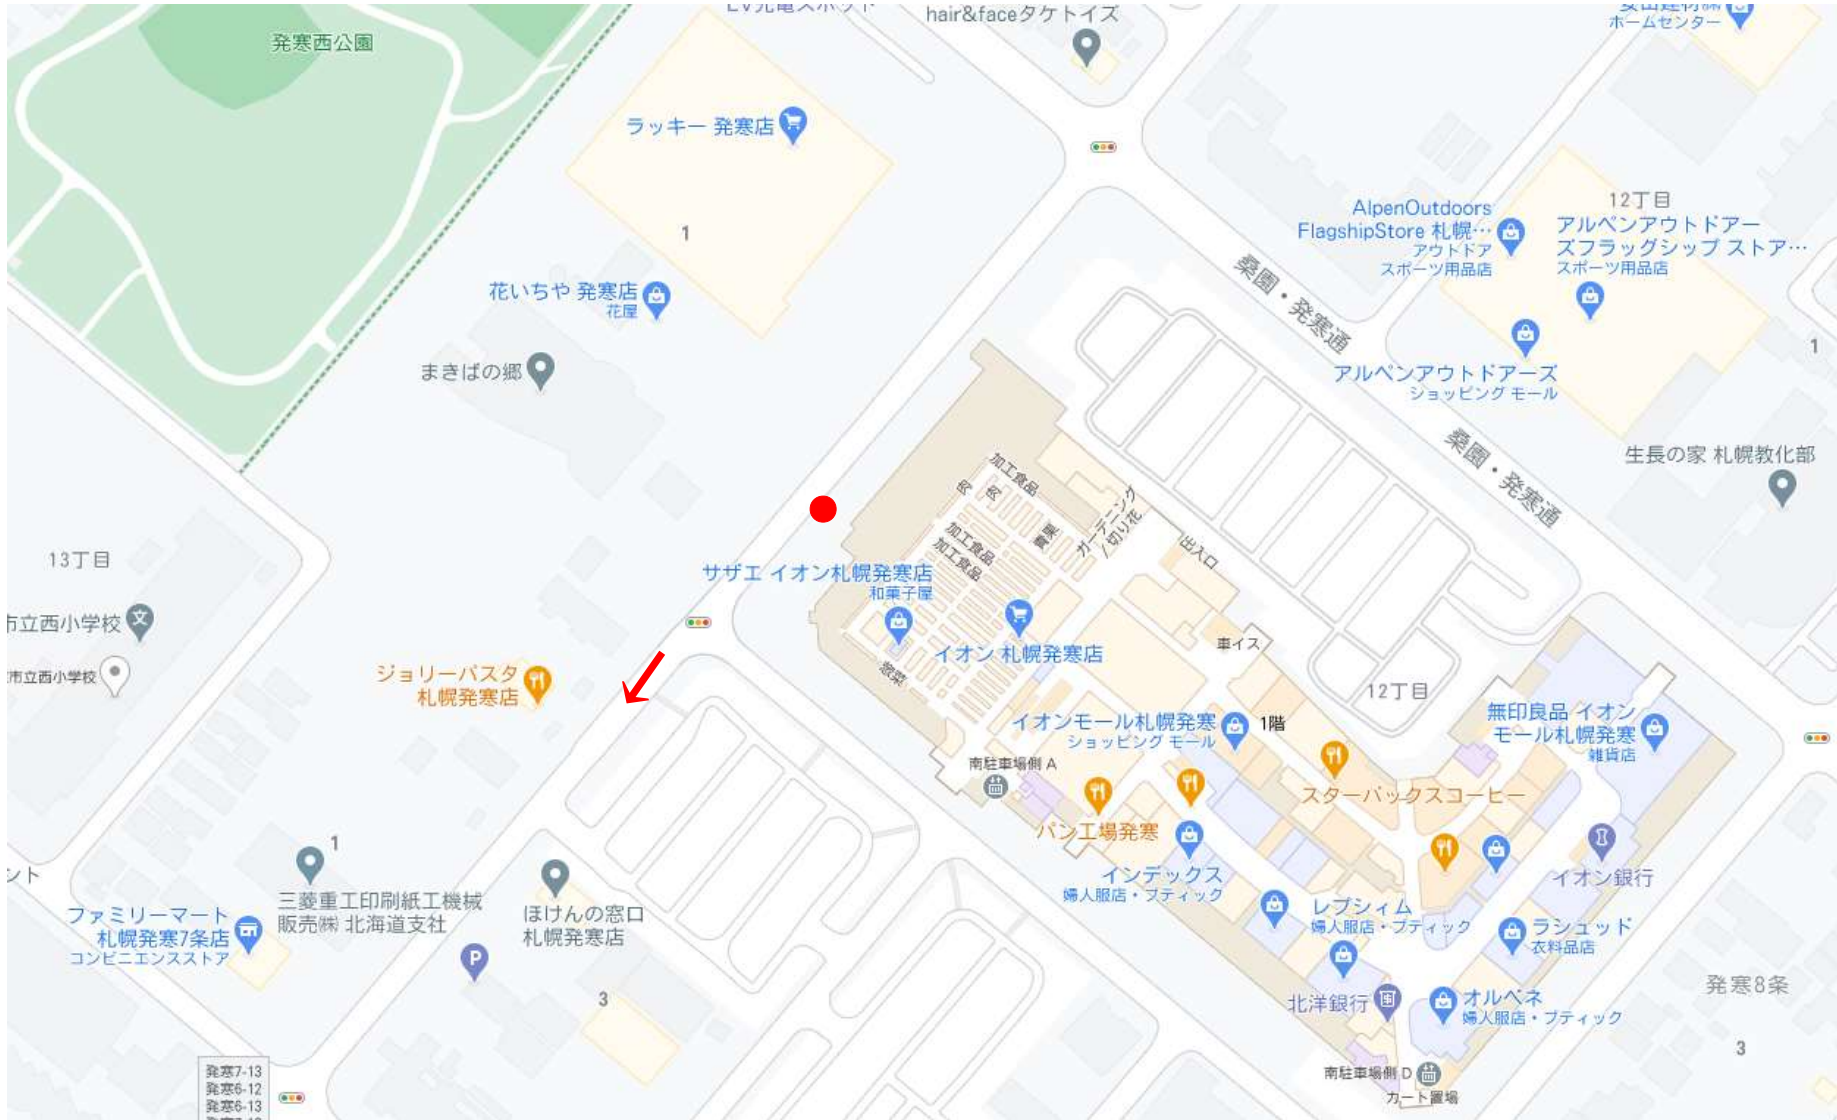 発寒西公園
hair&faceタケトイズ
ホームセンター
ラッキー 発寒店
1
花いちや 発寒店
花屋
まきばの郷
AlpenOutdoors
FlagshipStore 札幌…
アウトドア
スポーツ用品店
12丁目
アルペンアウトドアー
ズフラッグシップ ストア…
スポーツ用品店
桑園・発寒通
アルペンアウトドアーズ
ショッピング モール
1
桑園・発寒通
生長の家 札幌教化部
13丁目
市立西小学校
市立西小学校
ジョリーパスタ
札幌発寒店
加工食品
加工食品
加工食品
ガーデニング
/切り花
出入口
サザエ イオン札幌発寒店
和菓子屋
イオン 札幌発寒店
惣菜
車イス
12丁目
イオンモール札幌発寒
ショッピング モール
1階
無印良品 イオン
モール札幌発寒
雑貨店
南駐車場側 A
スターバックスコーヒー
パン工場発寒
インデックス
婦人服店・ブティック
イオン銀行
レプシィム
婦人服店・ブティック
ラシュッド
衣料品店
北洋銀行
オルベネ
婦人服店・ブティック
南駐車場側 D
カート置場
発寒8条
3
1
三菱重工印刷紙工機械
販売㈱ 北海道支社
ほけんの窓口
札幌発寒店
ファミリーマート
札幌発寒7条店
コンビニエンスストア
P
3
ント
発寒7-13
発寒6-12
発寒6-13